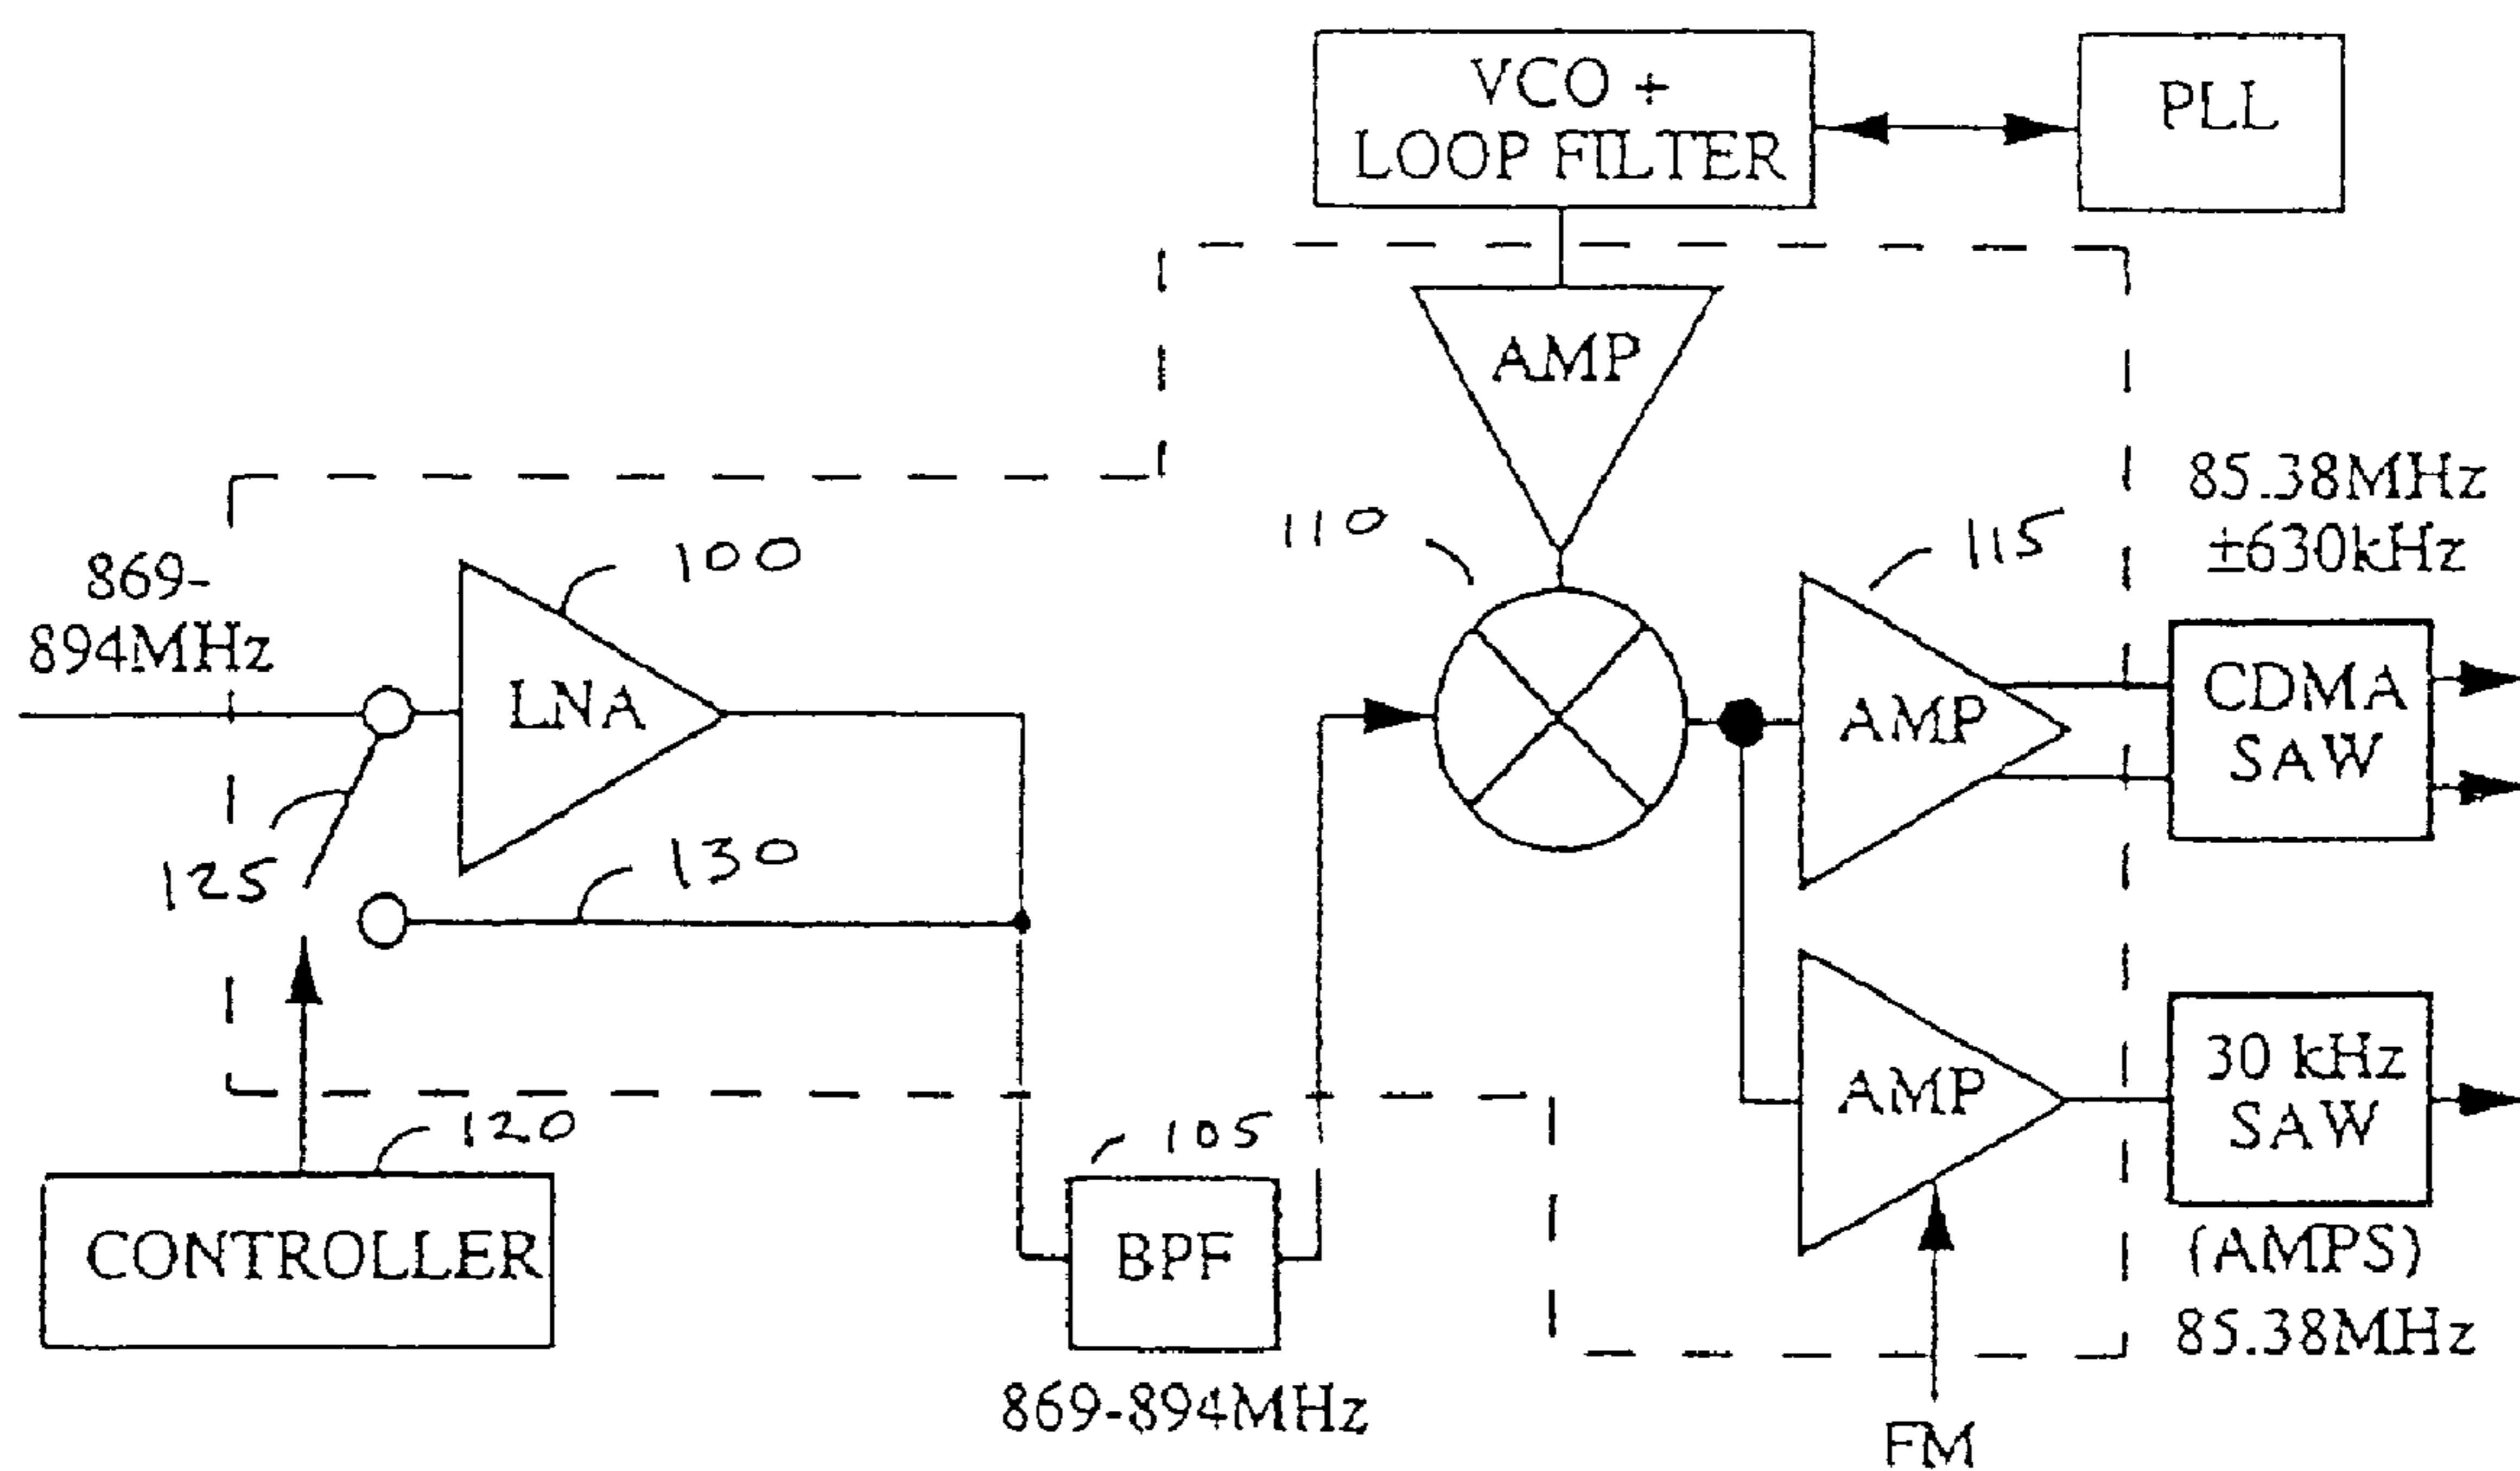 VCO +
LOOP FILTER
PLL
AMP
85.38MHz
±630kHz
110
115
869-
894MHz
100
LNA
AMP
CDMA
SAW
125
130
AMP
30 kHz
SAW
(AMPS)
85.38MHz
120
105
CONTROLLER
BPF
869-894MHz
FM